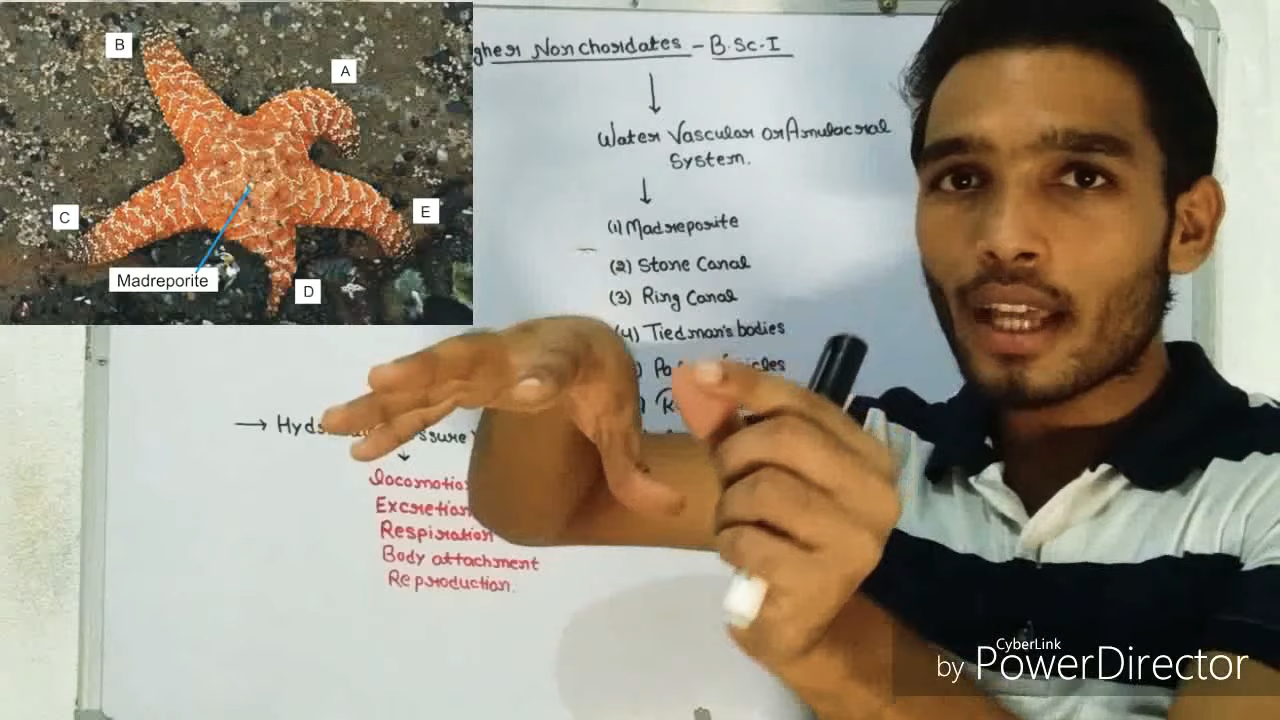 B
A
C
E
D
Madreporite
gher Nonchordates - B.Sc-I
Water Vascular or Amulacral
System.
(1) Madreporite
(2) Stone Canal
(3) Ring Canal
(4) Tiedman's bodies
→ Hyd
locomotion
Excretion
Respiration
Body attachment
Reproduction.
CyberLink
by PowerDirector